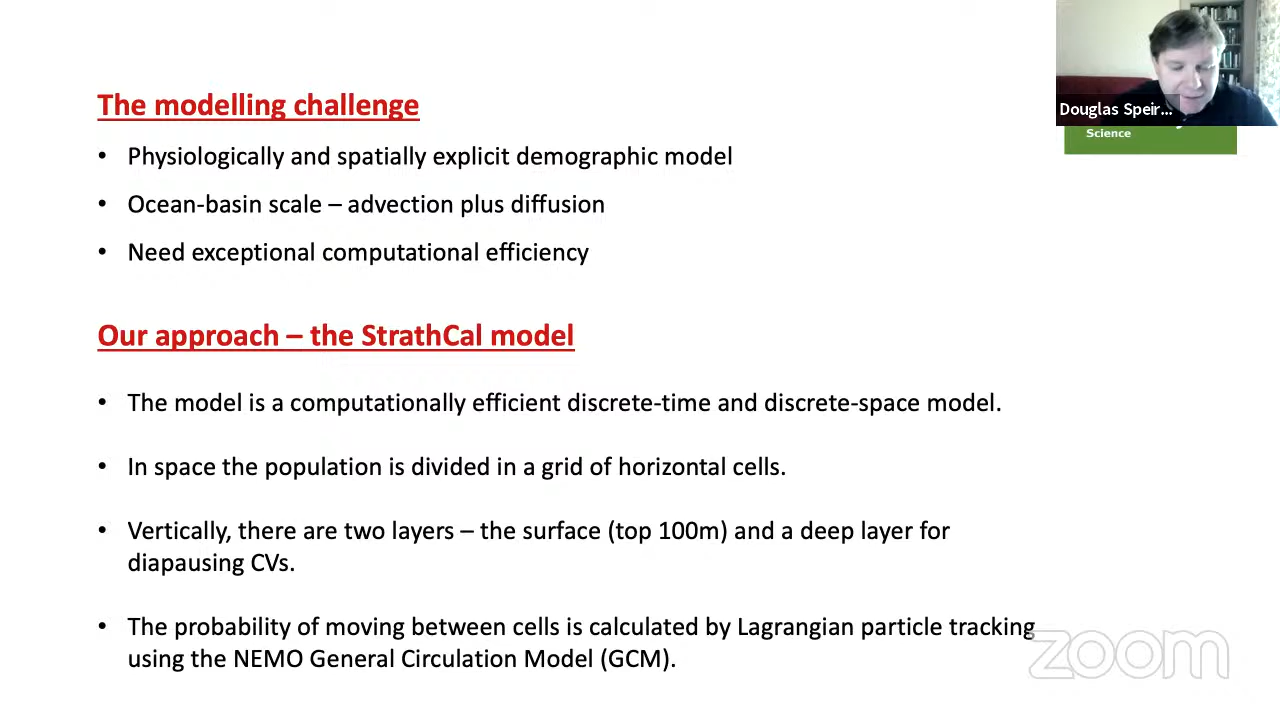 The modelling challenge
• Physiologically and spatially explicit demographic model
• Ocean-basin scale – advection plus diffusion
• Need exceptional computational efficiency
Our approach – the StrathCal model
• The model is a computationally efficient discrete-time and discrete-space model.
• In space the population is divided in a grid of horizontal cells.
• Vertically, there are two layers – the surface (top 100m) and a deep layer for
diapausing CVs.
• The probability of moving between cells is calculated by Lagrangian particle tracking
using the NEMO General Circulation Model (GCM).
Douglas Speir...
Science
zoom